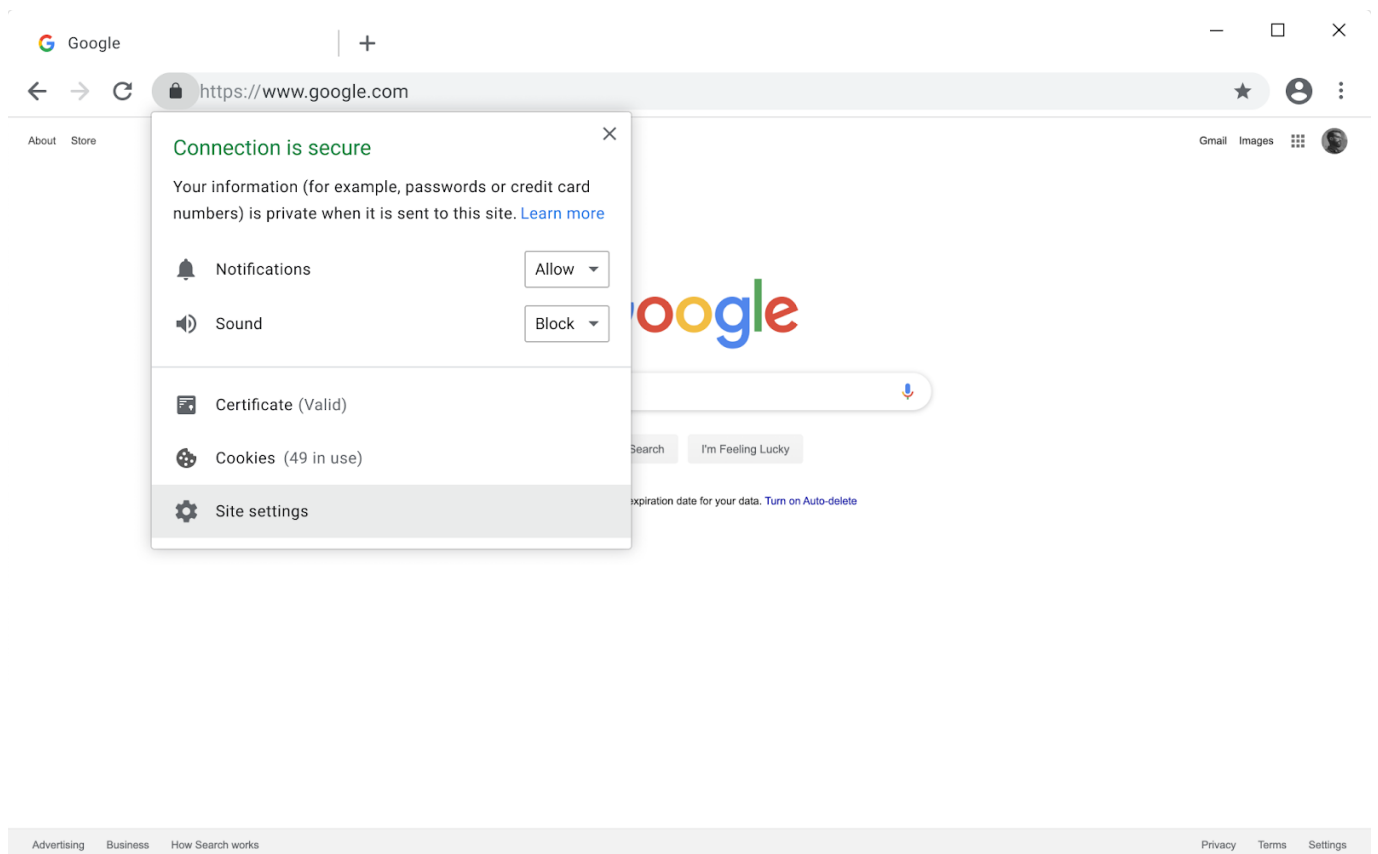 Google
https://www.google.com
About Store
Gmail Images
Connection is secure
Your information (for example, passwords or credit card
numbers) is private when it is sent to this site. Learn more
Notifications Allow
Sound Block
oogle
Certificate (Valid)
Cookies (49 in use)
Search I'm Feeling Lucky
expiration date for your data. Turn on Auto-delete
Site settings
Advertising Business How Search works
Privacy Terms Settings